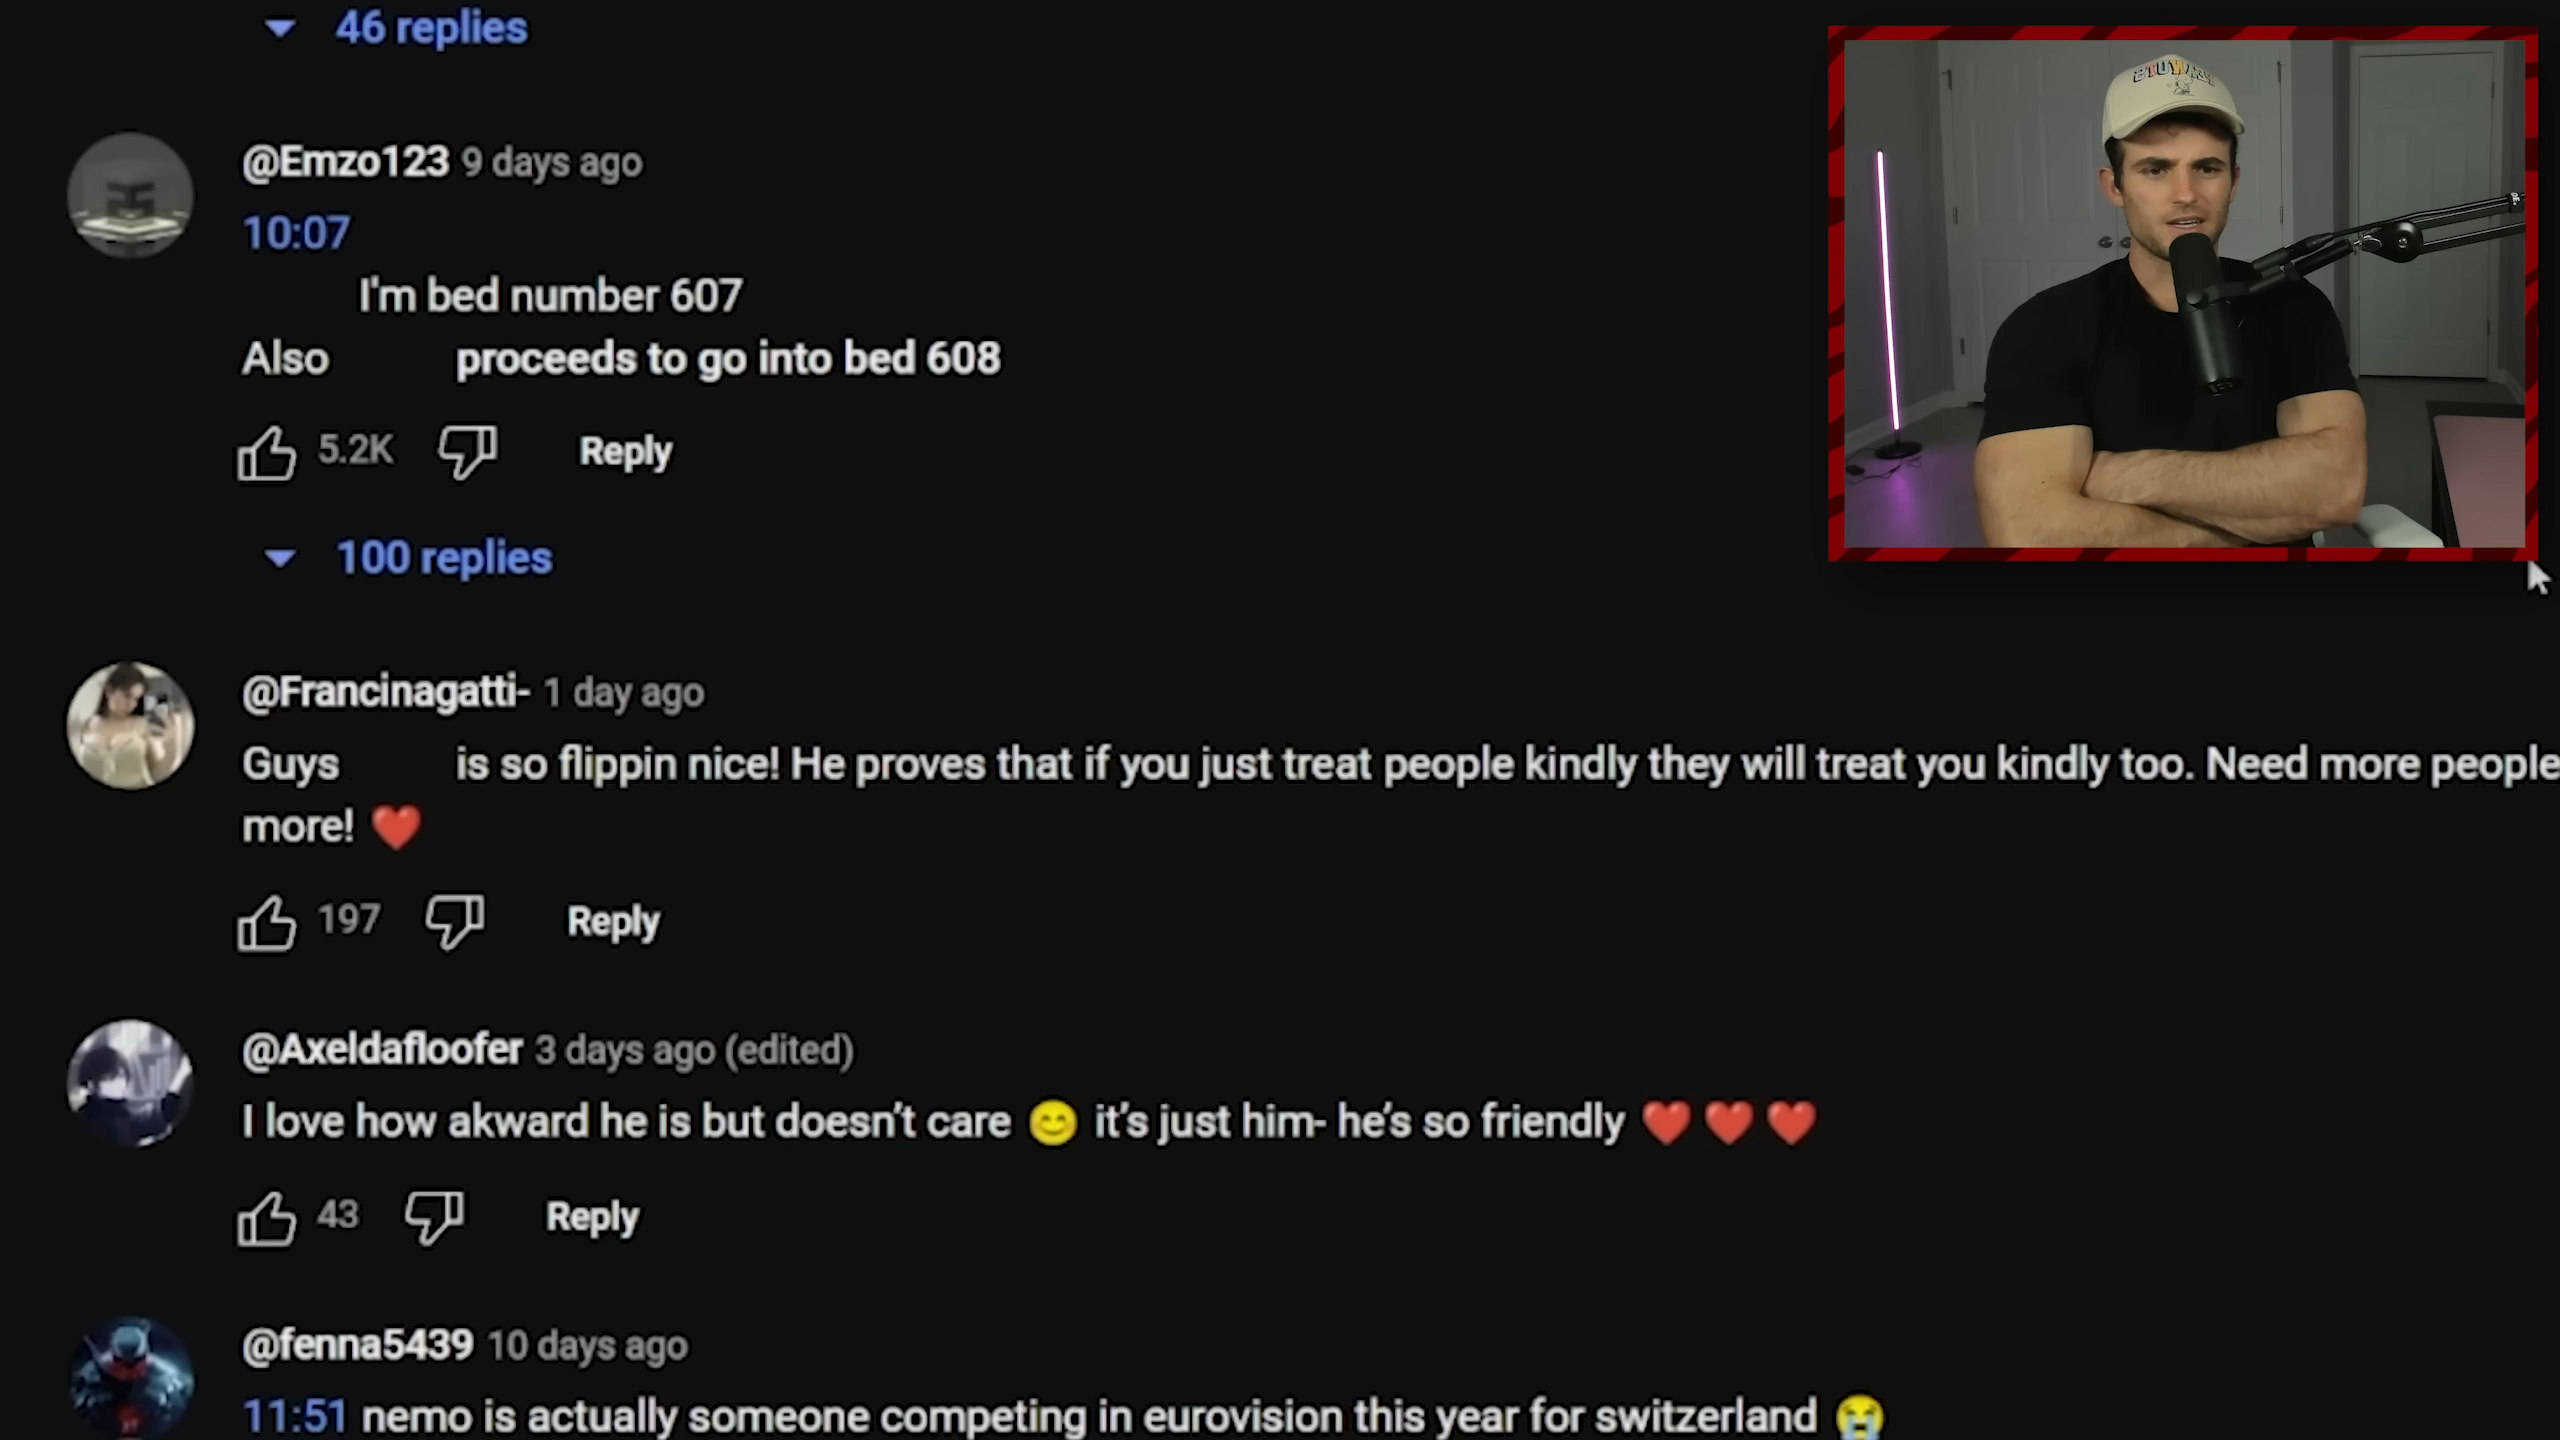 46 replies
@Emzo123 9 days ago
10:07
I'm bed number 607
Also proceeds to go into bed 608
5.2K Reply
100 replies
@Francinagatti- 1 day ago
Guys is so flippin nice! He proves that if you just treat people kindly they will treat you kindly too. Need more people
more! ❤️
197 Reply
@Axeldafloofer 3 days ago (edited)
I love how akward he is but doesn’t care 😊 it’s just him- he’s so friendly ❤️ ❤️ ❤️
43 Reply
@fenna5439 10 days ago
11:51 nemo is actually someone competing in eurovision this year for switzerland 😭